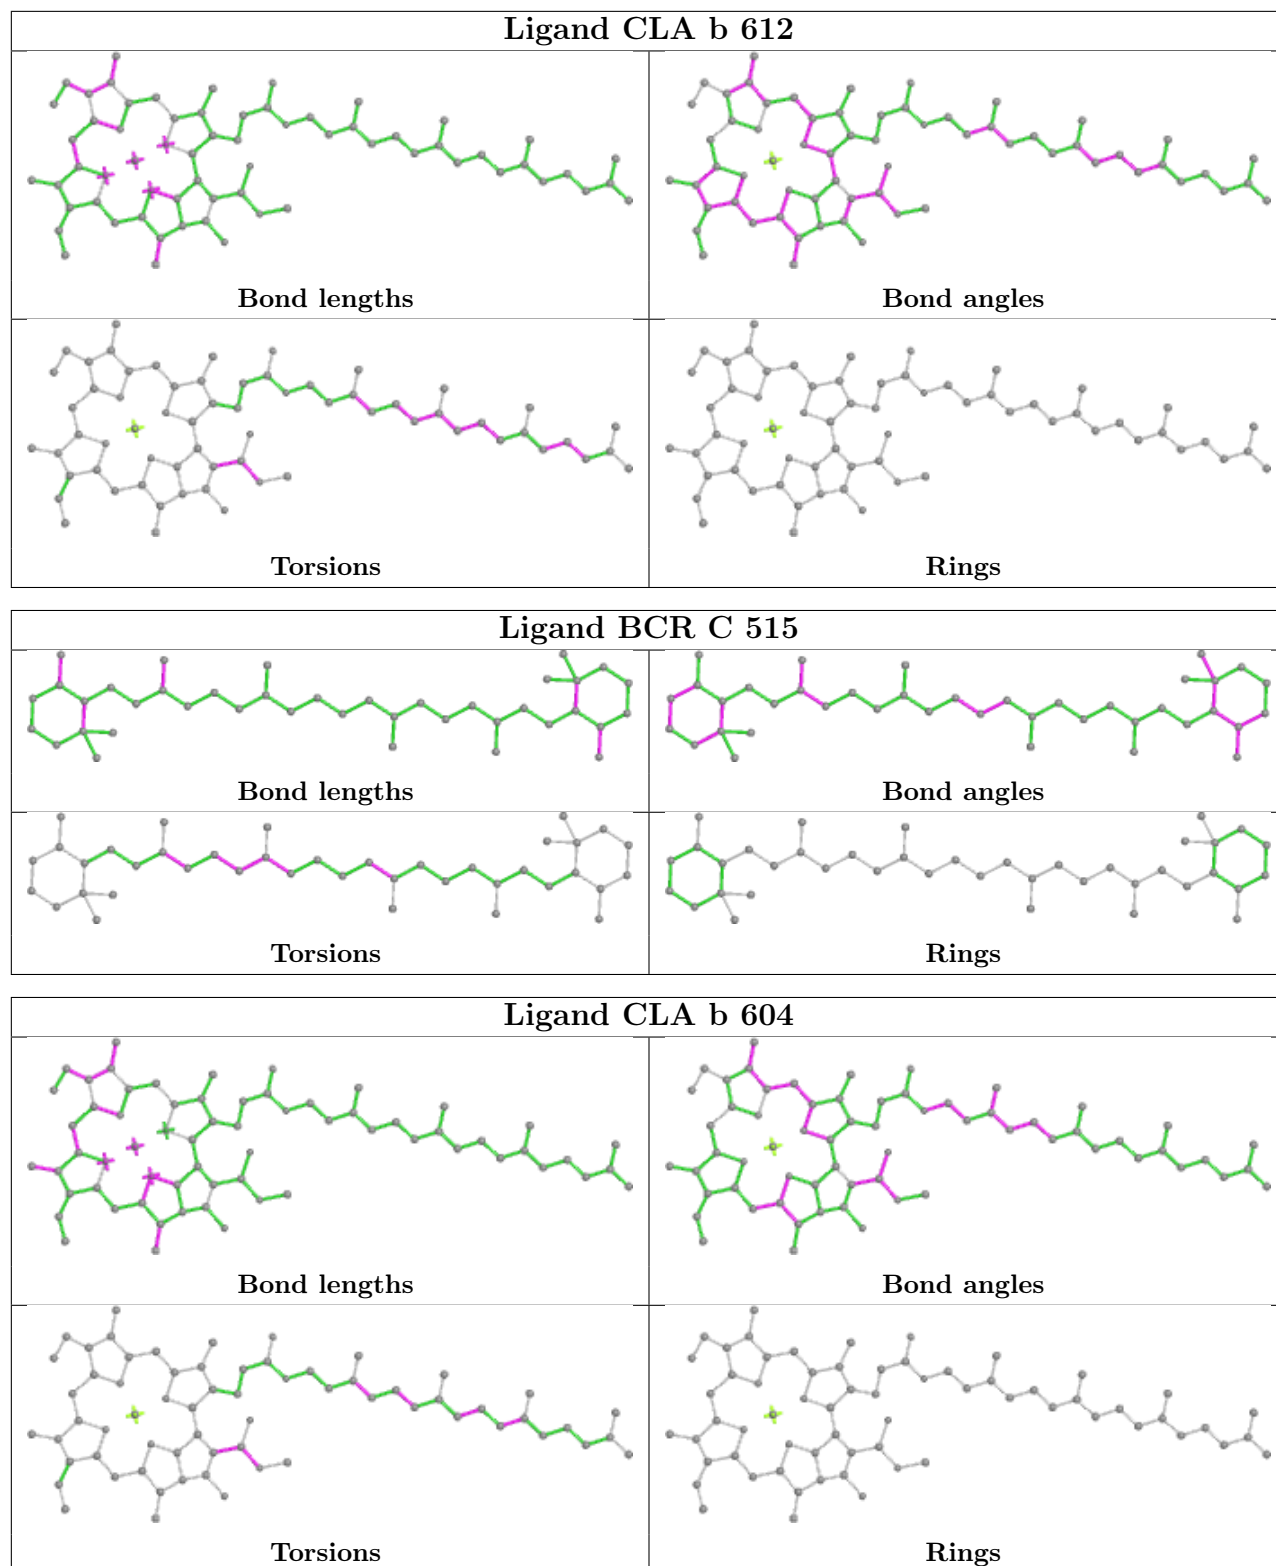 Ligand CLA b 612
Bond lengths
Bond angles
Torsions
Rings
Ligand BCR C 515
Bond lengths
Bond angles
Torsions
Rings
Ligand CLA b 604
Bond lengths
Bond angles
Torsions
Rings